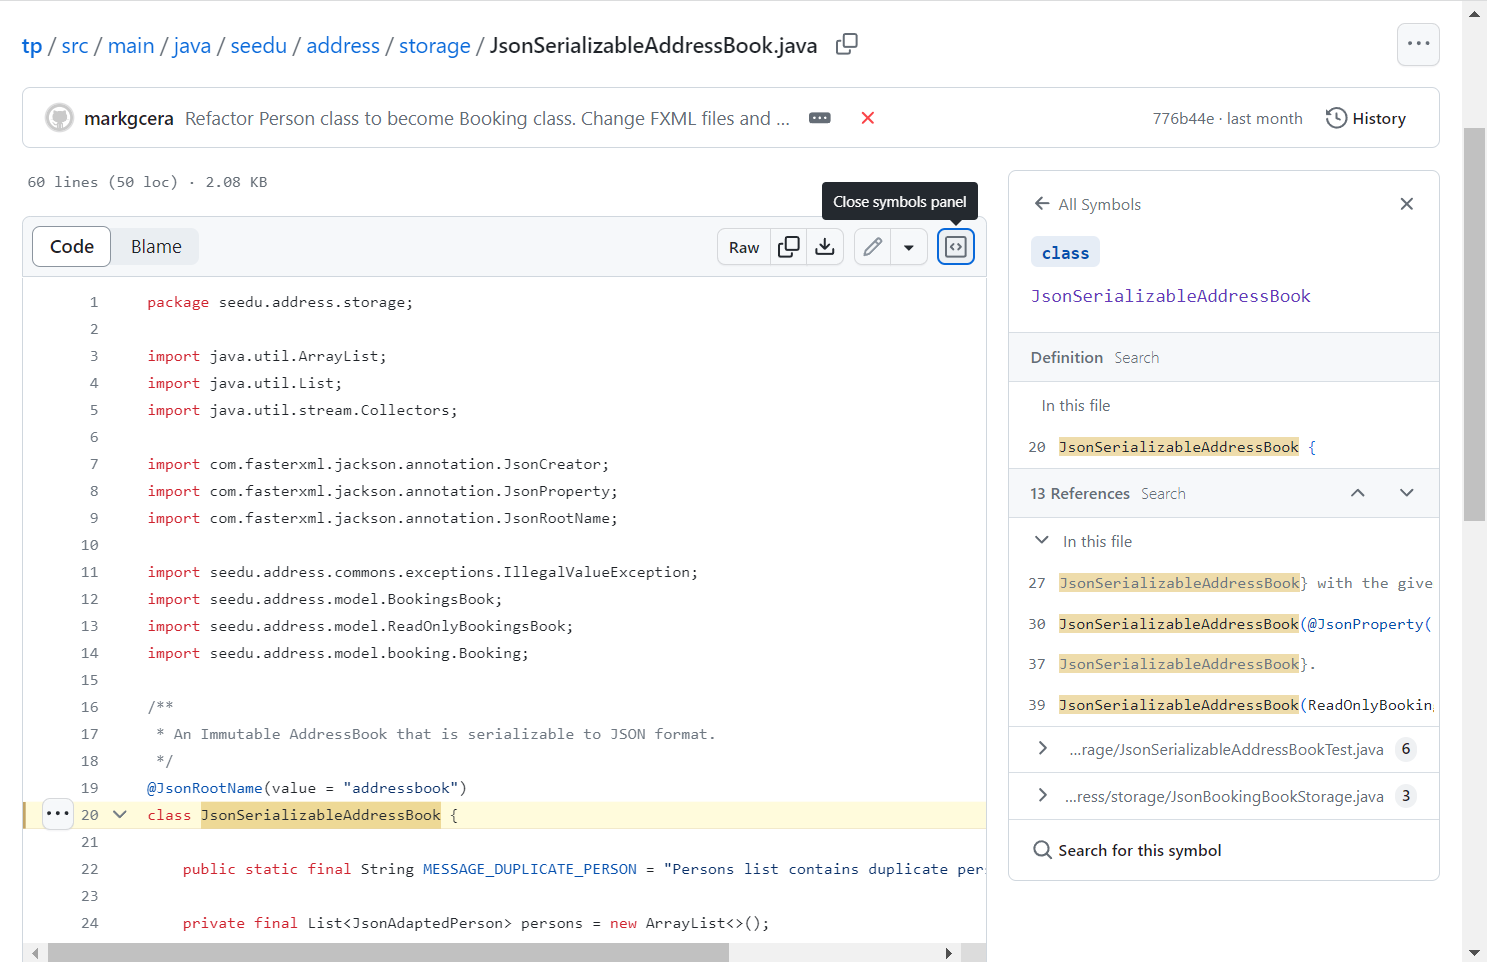 tp / src / main / java / seedu / address / storage / JsonSerializableAddressBook.java
markgcera Refactor Person class to become Booking class. Change FXML files and ... 776b44e · last month History
60 lines (50 loc) · 2.08 KB
Close symbols panel
Code Blame Raw
1 package seedu.address.storage;
2
3 import java.util.ArrayList;
4 import java.util.List;
5 import java.util.stream.Collectors;
6
7 import com.fasterxml.jackson.annotation.JsonCreator;
8 import com.fasterxml.jackson.annotation.JsonProperty;
9 import com.fasterxml.jackson.annotation.JsonRootName;
10
11 import seedu.address.commons.exceptions.IllegalValueException;
12 import seedu.address.model.BookingsBook;
13 import seedu.address.model.ReadOnlyBookingsBook;
14 import seedu.address.model.booking.Booking;
15
16 /**
17 * An Immutable AddressBook that is serializable to JSON format.
18 */
19 @JsonRootName(value = "addressbook")
20 class JsonSerializableAddressBook {
21
22 public static final String MESSAGE_DUPLICATE_PERSON = "Persons list contains duplicate per
23
24 private final List<JsonAdaptedPerson> persons = new ArrayList<>();
All Symbols
class
JsonSerializableAddressBook
Definition Search
In this file
20 JsonSerializableAddressBook {
13 References Search
In this file
27 JsonSerializableAddressBook} with the give
30 JsonSerializableAddressBook(@JsonProperty(
37 JsonSerializableAddressBook}.
39 JsonSerializableAddressBook(ReadOnlyBookin
...rage/JsonSerializableAddressBookTest.java 6
...ress/storage/JsonBookingBookStorage.java 3
Search for this symbol